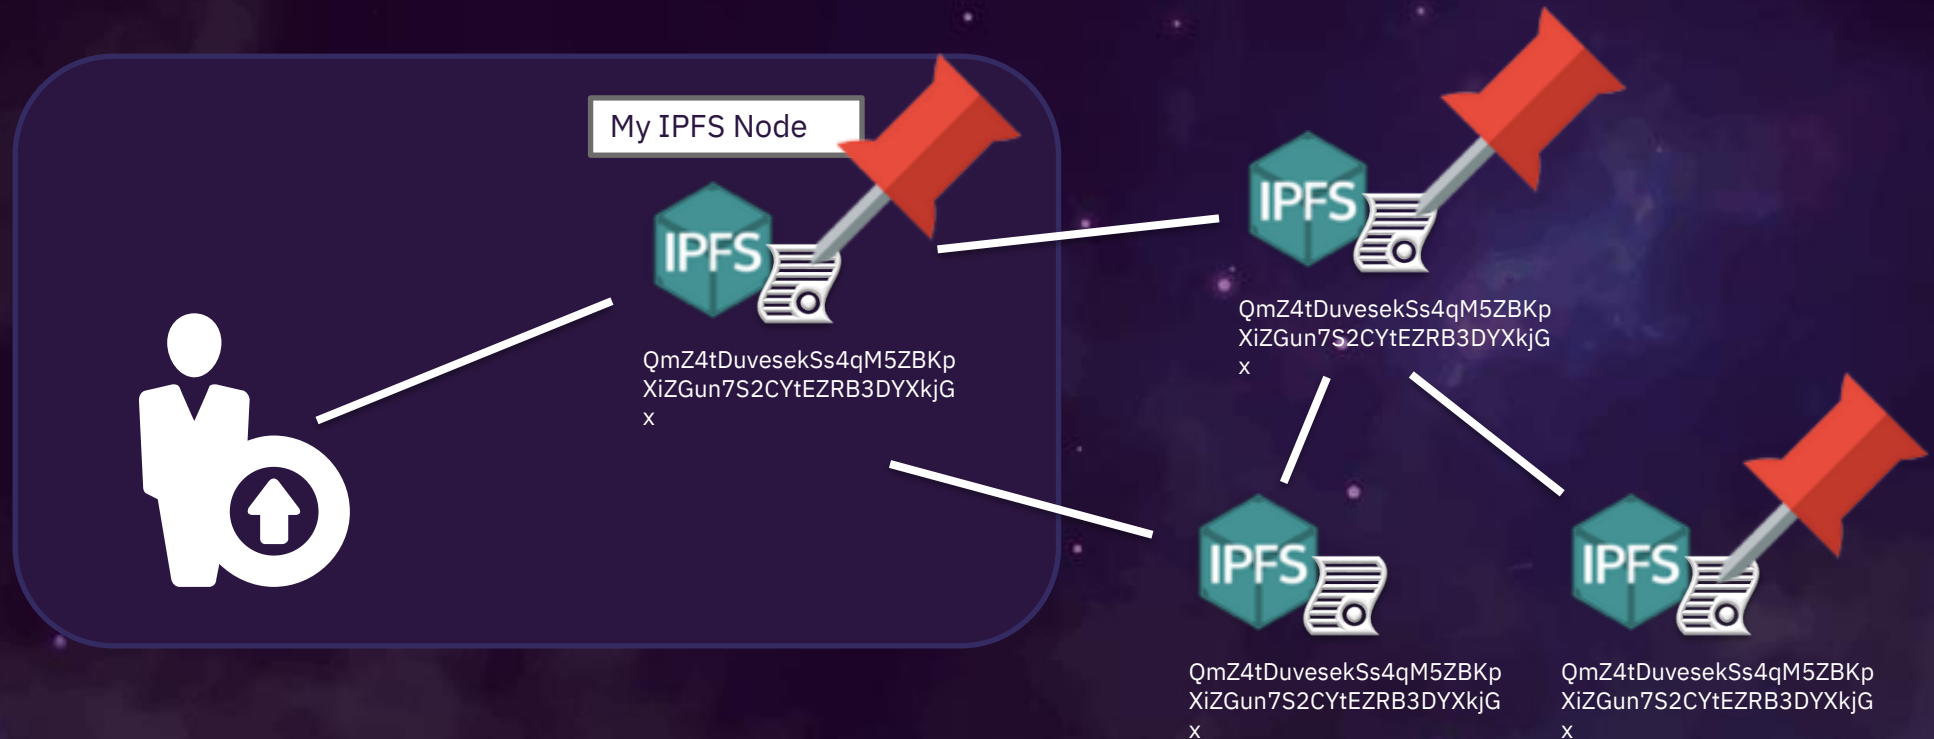 My IPFS Node
IPFS
QmZ4tDuvesekSs4qM5ZBKp
XiZGun7S2CYtEZRB3DYXkjG
x
IPFS
QmZ4tDuvesekSs4qM5ZBKp
XiZGun7S2CYtEZRB3DYXkjG
x
IPFS
QmZ4tDuvesekSs4qM5ZBKp
XiZGun7S2CYtEZRB3DYXkjG
x
IPFS
QmZ4tDuvesekSs4qM5ZBKp
XiZGun7S2CYtEZRB3DYXkjG
x